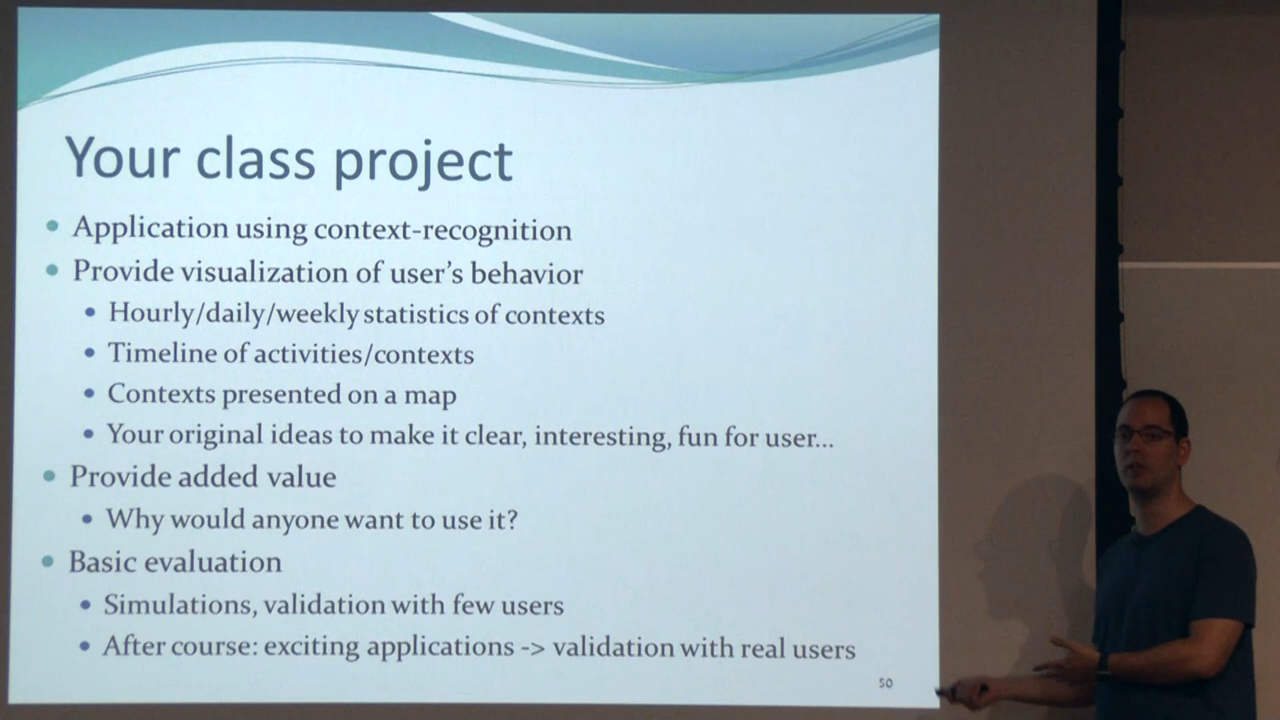 Your class project
• Application using context-recognition
• Provide visualization of user's behavior
• Hourly/daily/weekly statistics of contexts
• Timeline of activities/contexts
• Contexts presented on a map
• Your original ideas to make it clear, interesting, fun for user...
• Provide added value
• Why would anyone want to use it?
• Basic evaluation
• Simulations, validation with few users
• After course: exciting applications -> validation with real users
50